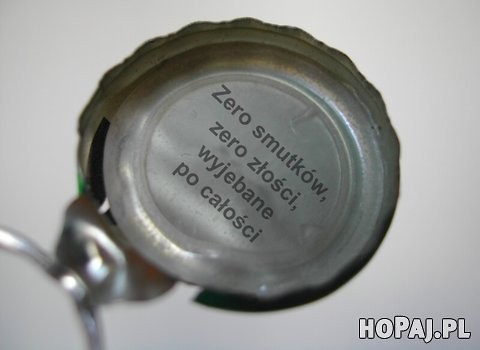 Zero smutków,
zero złości,
wyjebane
po całości
HOPAJ.PL